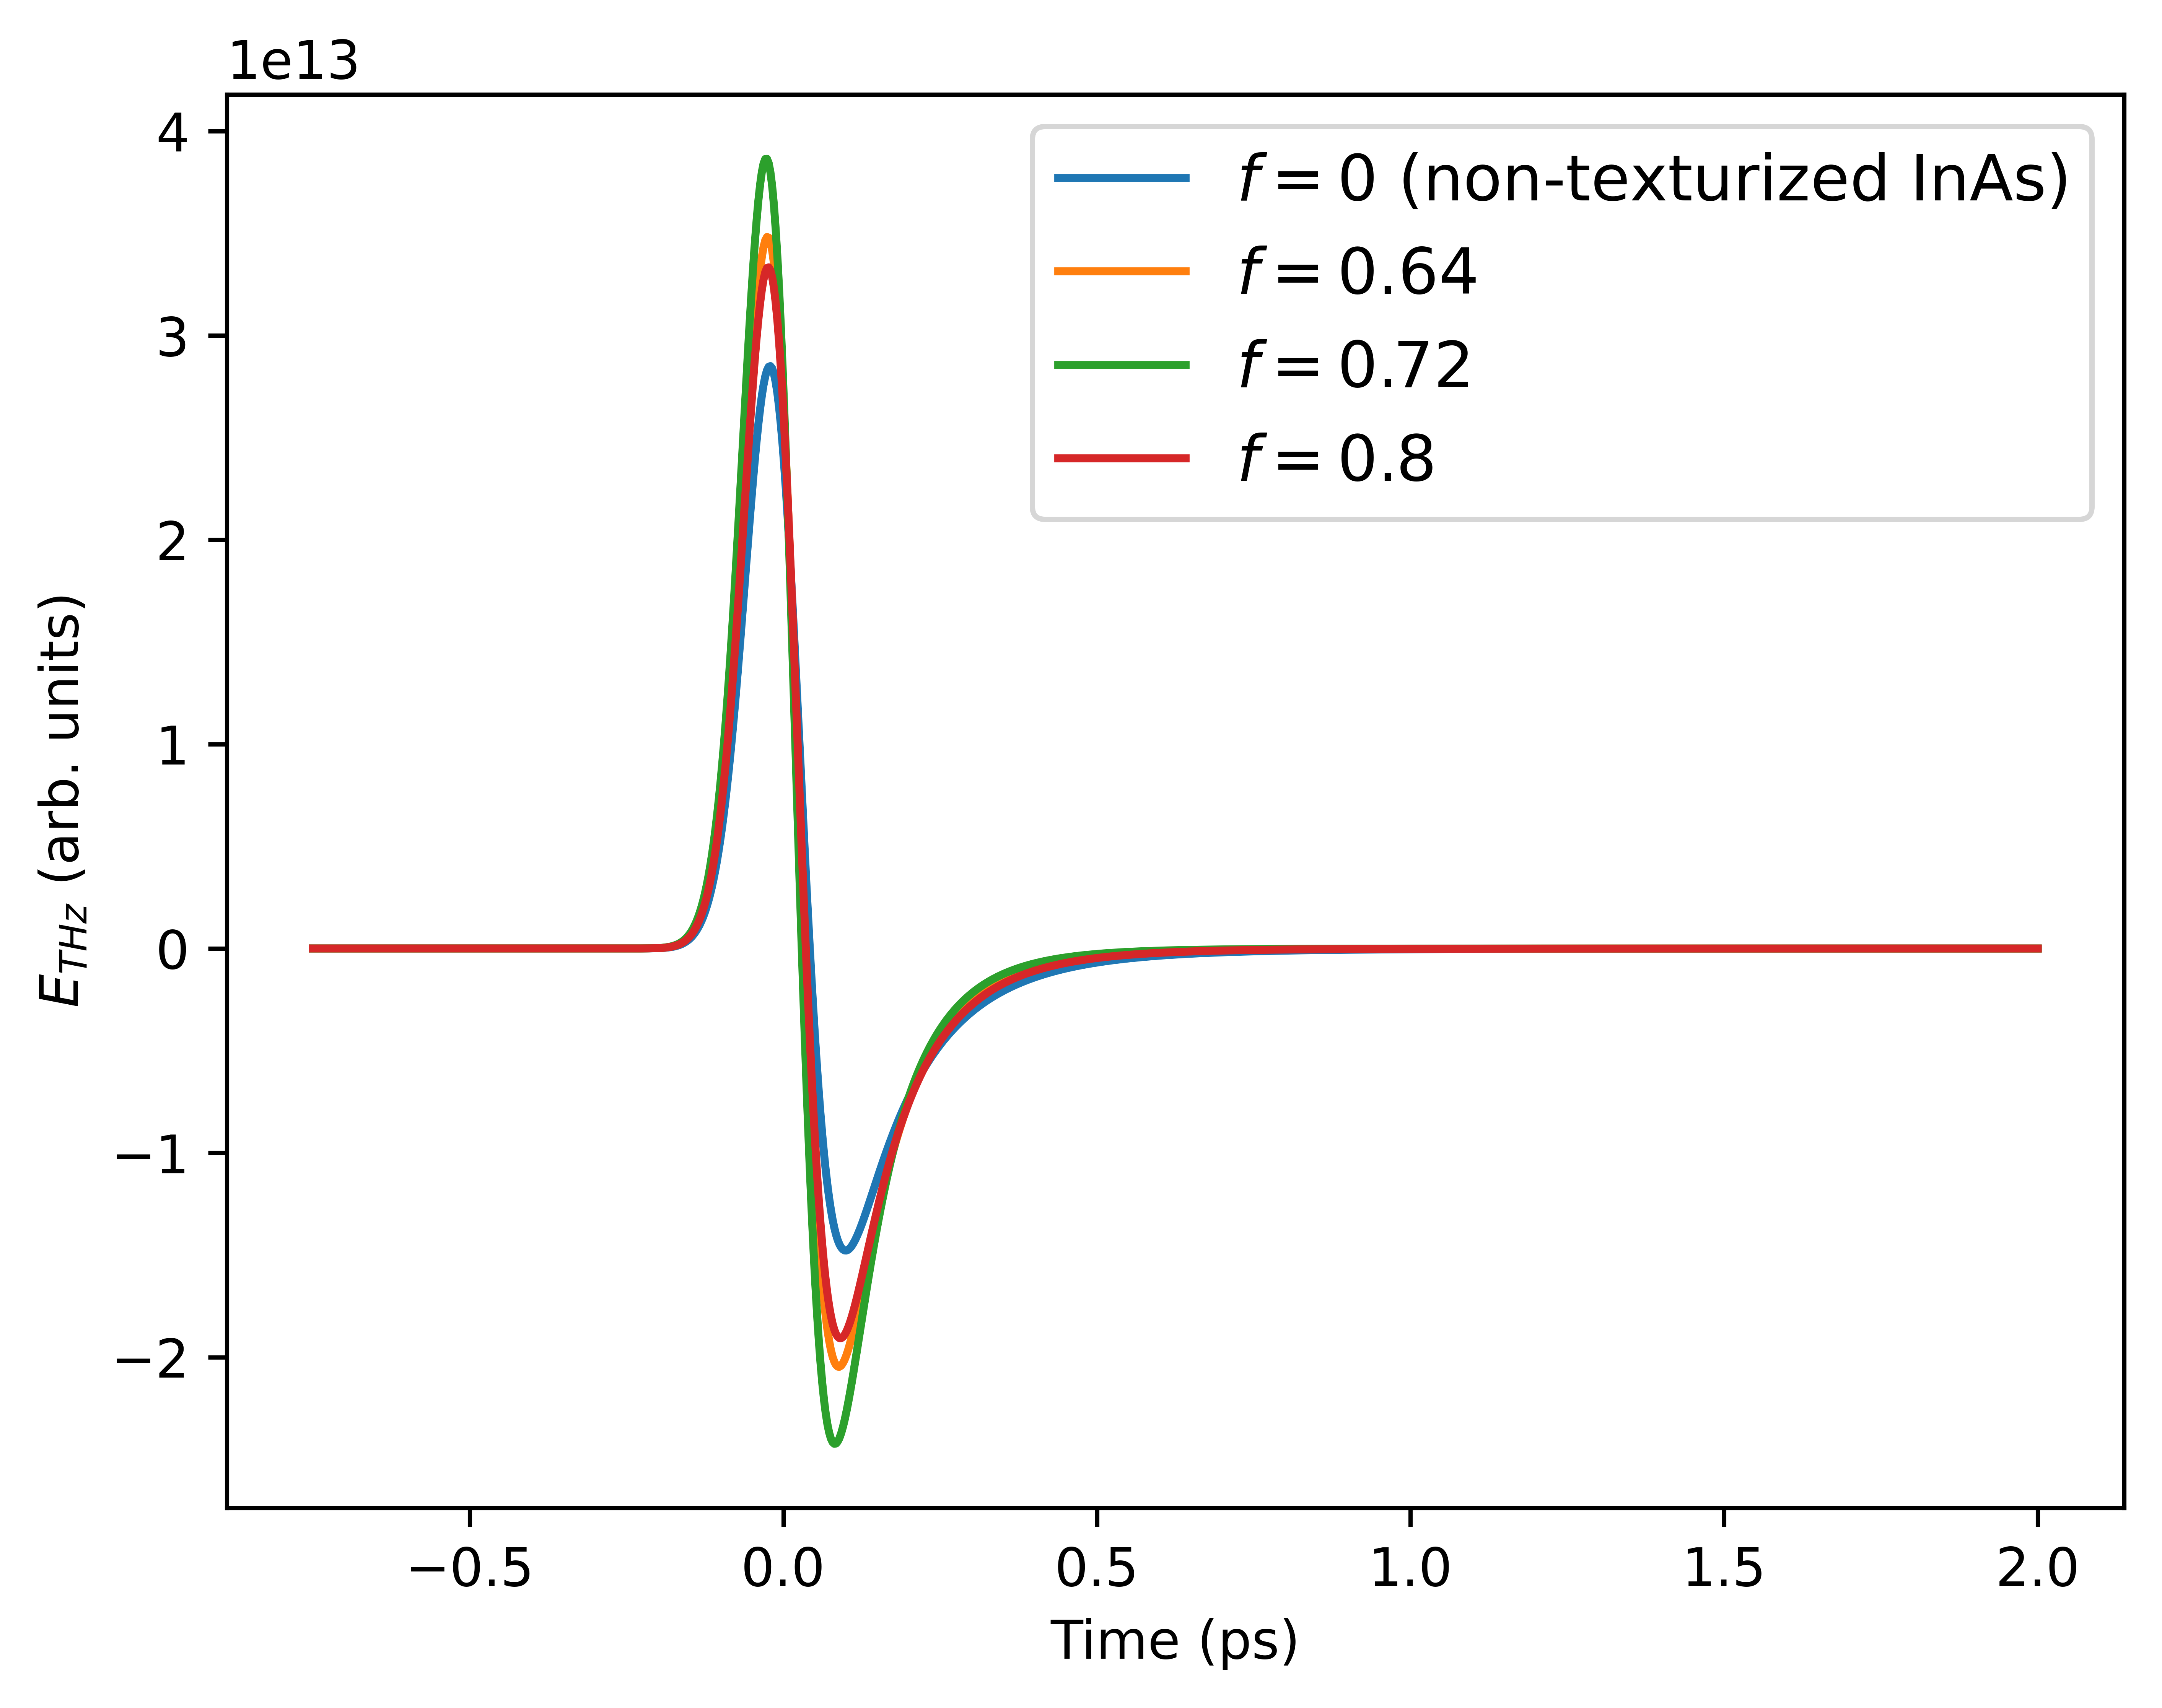 1e13
4
3
2
1
0
−1
−2
E_THz (arb. units)
f = 0 (non-texturized InAs)
f = 0.64
f = 0.72
f = 0.8
−0.5 0.0 0.5 1.0 1.5 2.0
Time (ps)